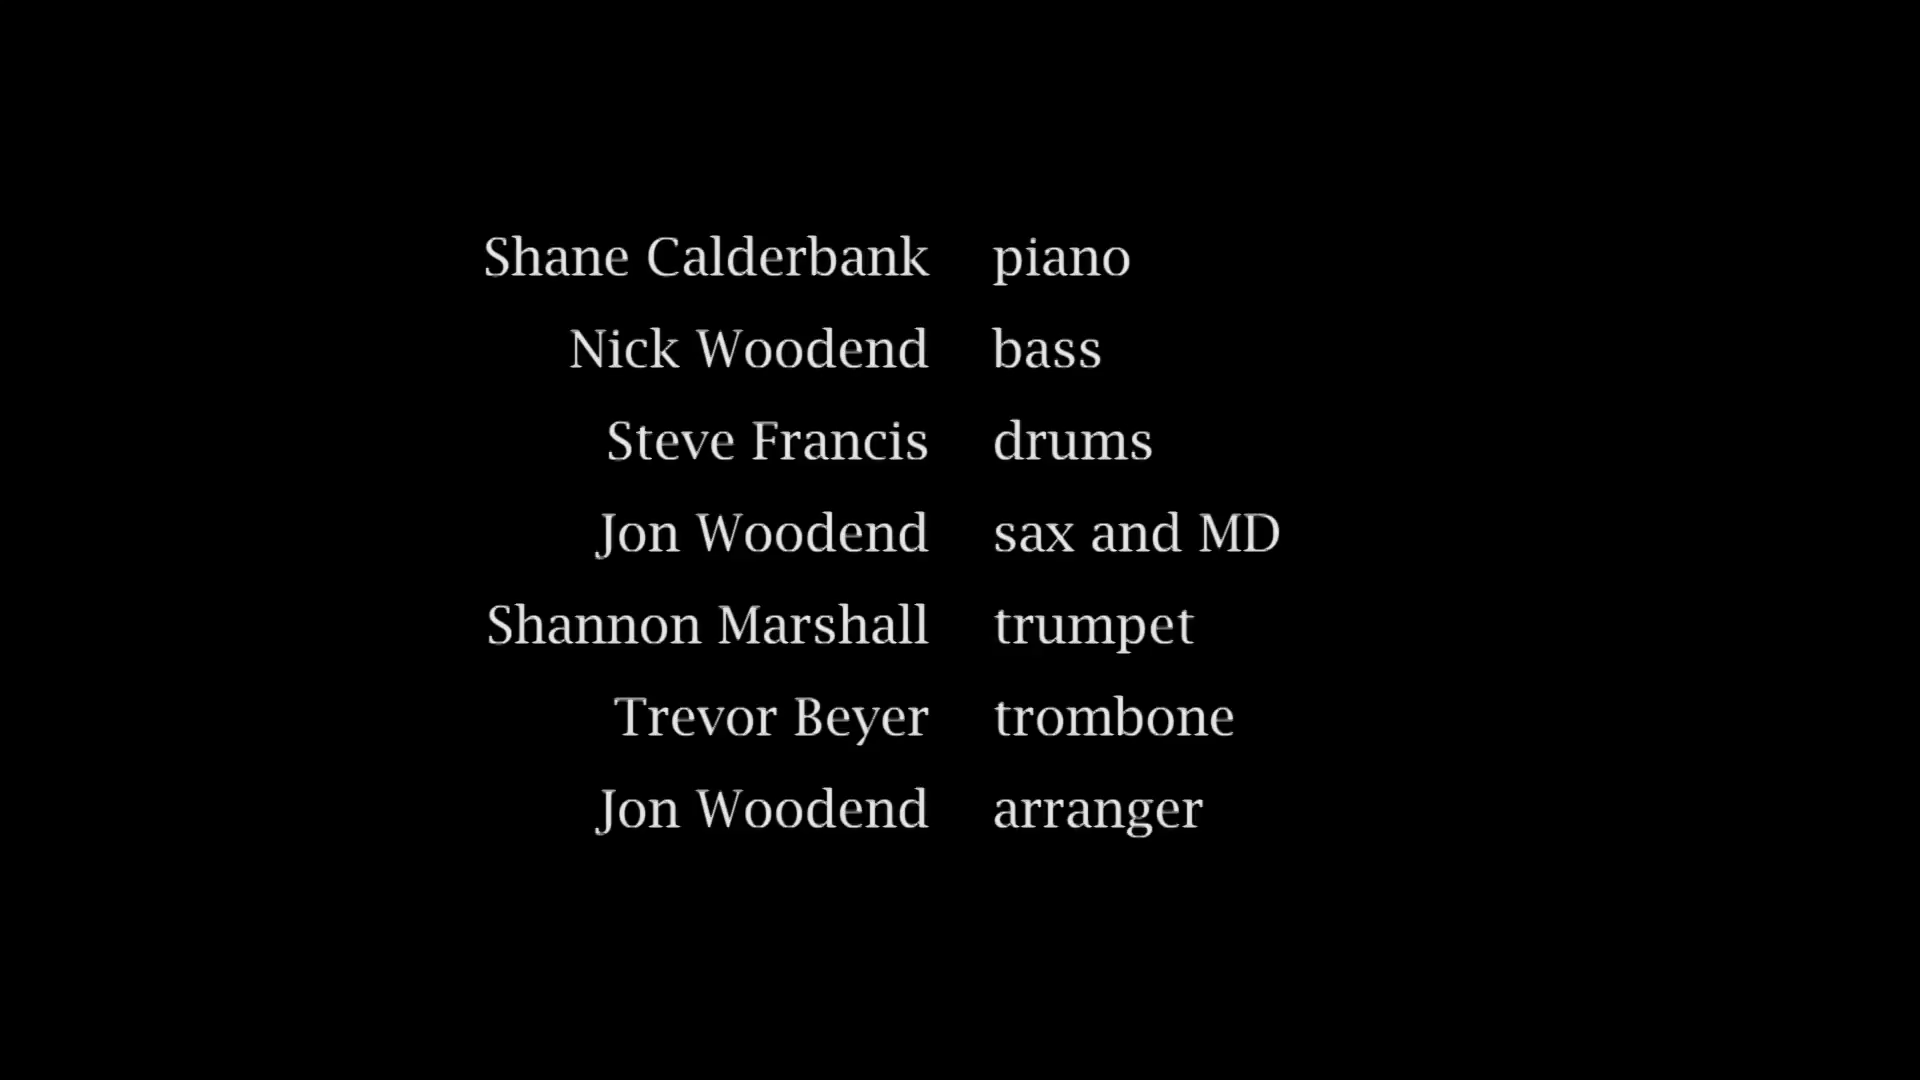 Shane Calderbank piano
Nick Woodend bass
Steve Francis drums
Jon Woodend sax and MD
Shannon Marshall trumpet
Trevor Beyer trombone
Jon Woodend arranger